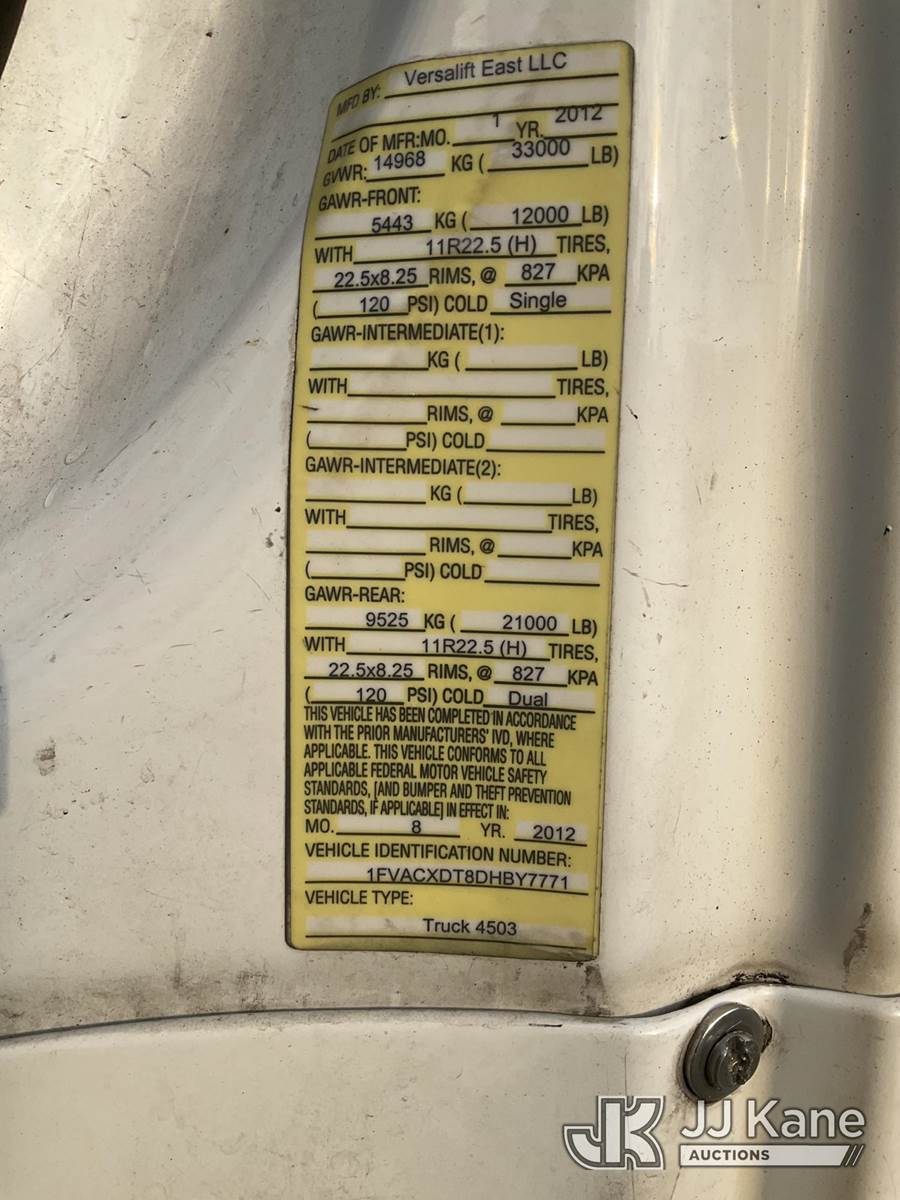 MFD BY: Versalift East LLC
DATE OF MFR:MO. 1 YR. 2012
GVWR: 14968 KG ( 33000 LB)
GAWR-FRONT:
5443 KG ( 12000 LB)
WITH 11R22.5 (H) TIRES,
22.5x8.25 RIMS, @ 827 KPA
( 120 PSI) COLD Single
GAWR-INTERMEDIATE(1):
KG ( LB)
WITH TIRES,
RIMS, @ KPA
( PSI) COLD
GAWR-INTERMEDIATE(2):
KG ( LB)
WITH TIRES,
RIMS, @ KPA
( PSI) COLD
GAWR-REAR:
9525 KG ( 21000 LB)
WITH 11R22.5 (H) TIRES,
22.5x8.25 RIMS, @ 827 KPA
( 120 PSI) COLD Dual
THIS VEHICLE HAS BEEN COMPLETED IN ACCORDANCE
WITH THE PRIOR MANUFACTURERS' IVD, WHERE
APPLICABLE. THIS VEHICLE CONFORMS TO ALL
APPLICABLE FEDERAL MOTOR VEHICLE SAFETY
STANDARDS, [AND BUMPER AND THEFT PREVENTION
STANDARDS, IF APPLICABLE] IN EFFECT IN:
MO. 8 YR. 2012
VEHICLE IDENTIFICATION NUMBER:
1FVACXDT8DHBY7771
VEHICLE TYPE:
Truck 4503
JK JJ Kane
AUCTIONS